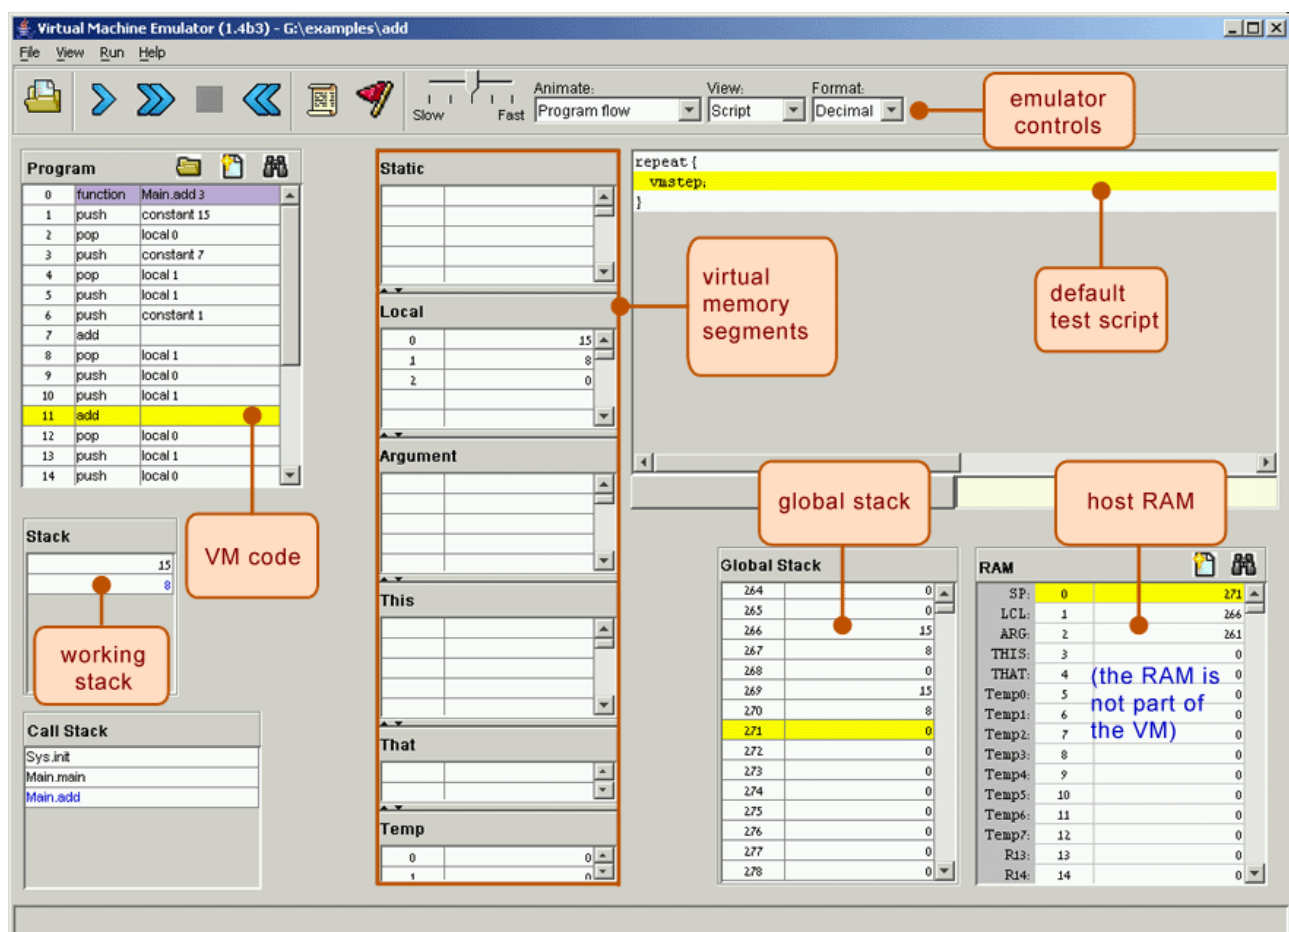 Virtual Machine Emulator (1.4b3) - G:\examples\add
File View Run Help
Slow Fast
Animate:
Program flow
View:
Script
Format:
Decimal
emulator
controls
Program
0 function Main.add 3
1 push constant 15
2 pop local 0
3 push constant 7
4 pop local 1
5 push local 1
6 push constant 1
7 add
8 pop local 1
9 push local 0
10 push local 1
11 add
12 pop local 0
13 push local 1
14 push local 0
VM code
Stack
15
8
working
stack
Call Stack
Sys.init
Main.main
Main.add
Static
Local
0 15
1 8
2 0
Argument
This
That
Temp
0 0
1 0
virtual
memory
segments
repeat {
vmstep;
}
default
test script
global stack
Global Stack
264 0
265 0
266 15
267 8
268 0
269 15
270 8
271 0
272 0
273 0
274 0
275 0
276 0
277 0
278 0
host RAM
RAM
SP: 0 271
LCL: 1 266
ARG: 2 261
THIS: 3 0
THAT: 4 0
Temp0: 5 0
Temp1: 6 0
Temp2: 7 0
Temp3: 8 0
Temp4: 9 0
Temp5: 10 0
Temp6: 11 0
Temp7: 12 0
R13: 13 0
R14: 14 0
(the RAM is
not part of
the VM)